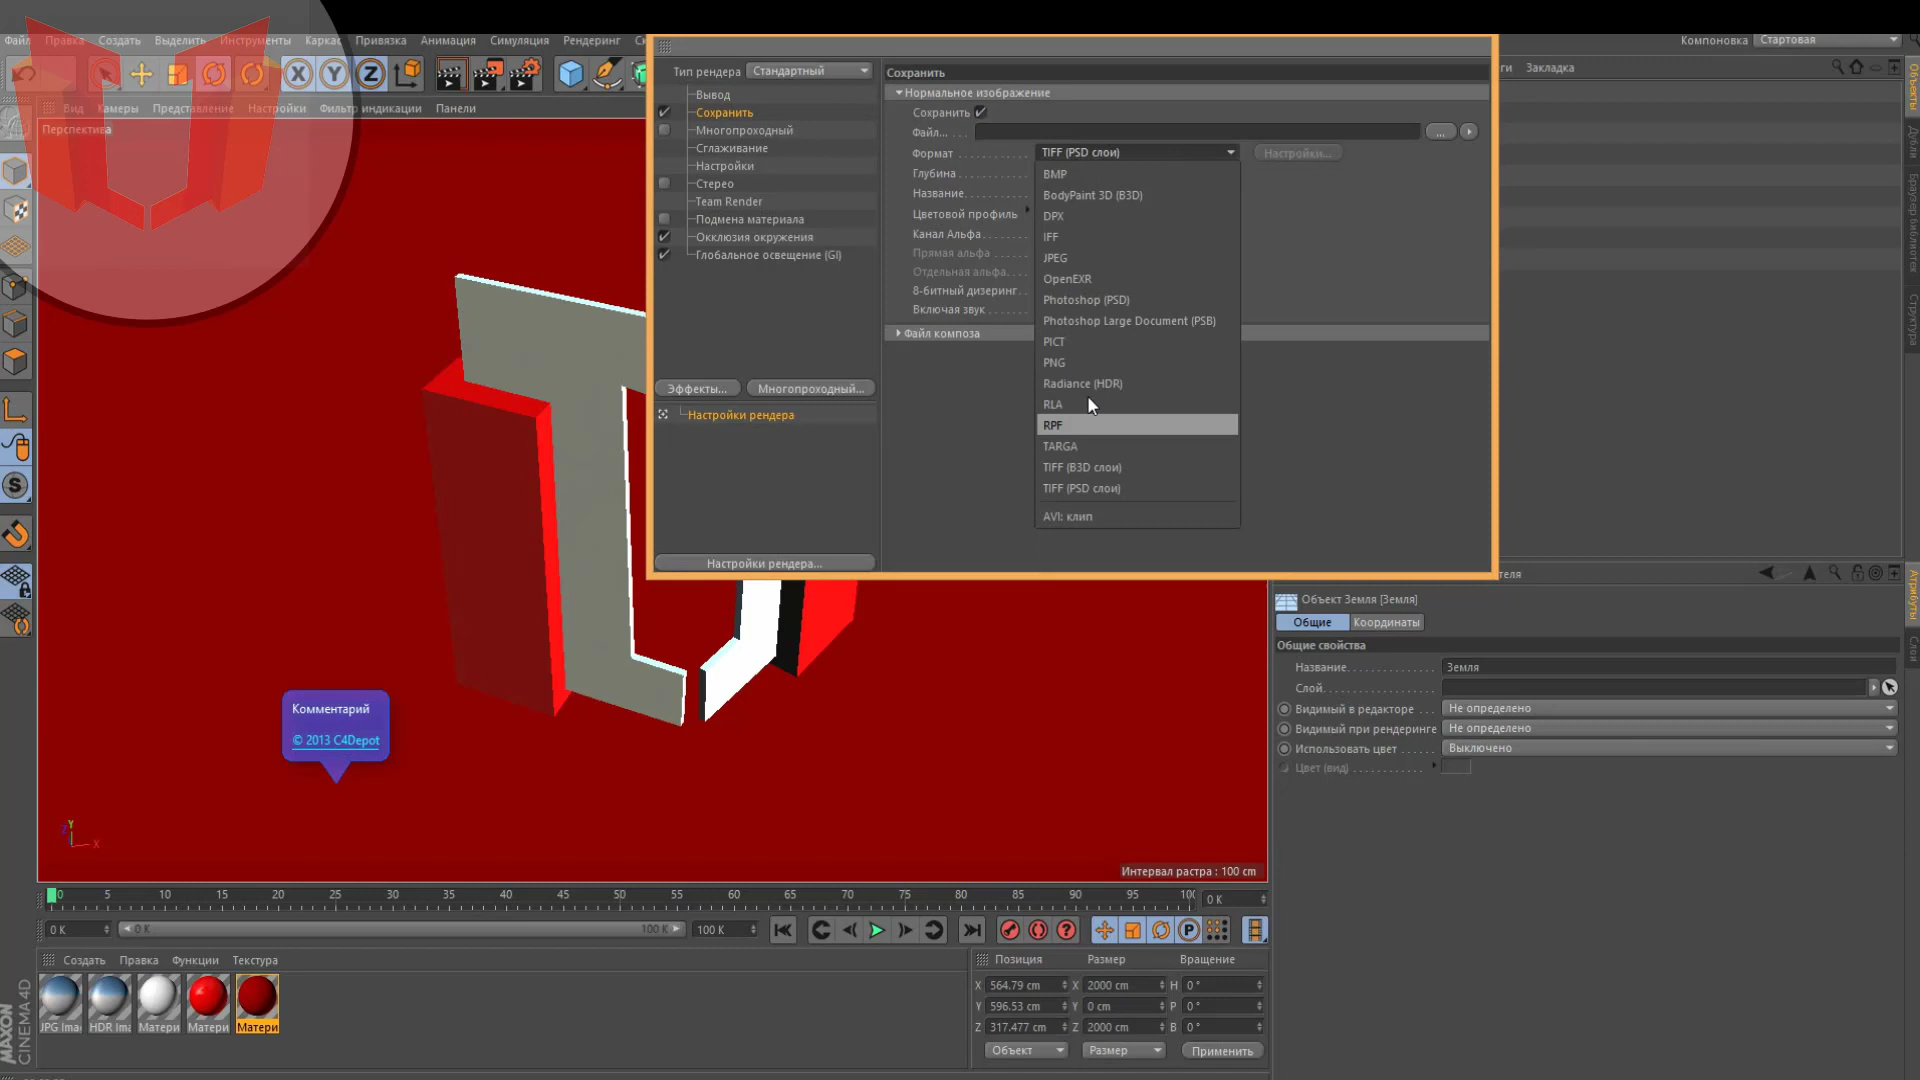 Файл Правка Создать Выделить Инструменты Каркас Привязка Анимация Симуляция Рендеринг
Компоновка Стартовая
Вид Камеры Представление Настройки Фильтр индикации Панели
Перспектива
Закладка
Тип рендера Стандартный
Вывод
Сохранить
Многопроходный
Сглаживание
Настройки
Стерео
Team Render
Подмена материала
Окклюзия окружения
Глобальное освещение (GI)
Эффекты... Многопроходный...
Настройки рендера
Настройки рендера...
Сохранить
Нормальное изображение
Сохранить
Файл...
...
Формат TIFF (PSD слои) Настройки...
Глубина
Название
Цветовой профиль
Канал Альфа
Прямая альфа
Отдельная альфа
8-битный дизеринг
Включая звук
Файл композа
BMP
BodyPaint 3D (B3D)
DPX
IFF
JPEG
OpenEXR
Photoshop (PSD)
Photoshop Large Document (PSB)
PICT
PNG
Radiance (HDR)
RLA
RPF
TARGA
TIFF (B3D слои)
TIFF (PSD слои)
AVI: клип
Объекты
Дубли
Браузер библиотек
Структура
Комментарий
© 2013 C4Depot
Y
Z
X
Интервал растра : 100 cm
Объект Земля [Земля]
Общие Координаты
Общие свойства
Название Земля
Слой
Видимый в редакторе Не определено
Видимый при рендеринге Не определено
Использовать цвет Выключено
Цвет (вид)
Атрибуты
Слои
0 5 10 15 20 25 30 35 40 45 50 55 60 65 70 75 80 85 90 95 100 0 K
0 K 0 K 100 K 100 K
Создать Правка Функции Текстура
JPG Ima HDR Ima Матери Матери Матери
Позиция Размер Вращение
X 564.79 cm X 2000 cm H 0 °
Y 596.53 cm Y 0 cm P 0 °
Z 317.477 cm Z 2000 cm B 0 °
Объект Размер Применить
MAXON
CINEMA 4D